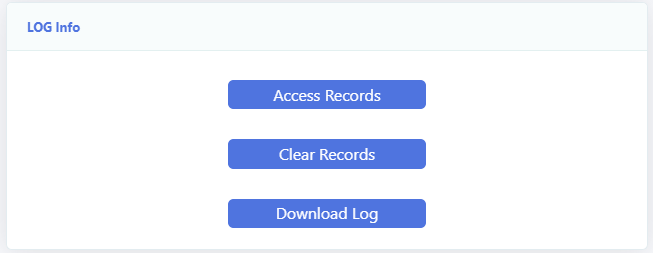 LOG Info
Access Records
Clear Records
Download Log